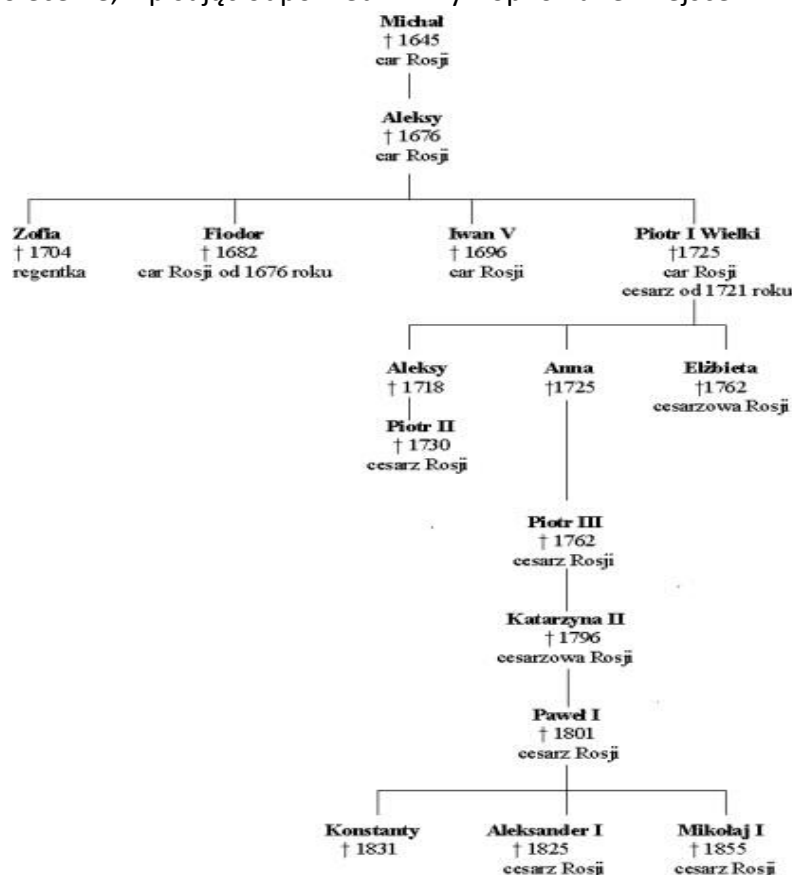 Michał
† 1645
car Rosji
Aleksy
† 1676
car Rosji
Zofia
† 1704
regentka
Fiodor
† 1682
car Rosji od 1676 roku
Iwan V
† 1696
car Rosji
Piotr I Wielki
†1725
car Rosji
cesarz od 1721 roku
Aleksy
† 1718
Anna
†1725
Elżbieta
†1762
cesarzowa Rosji
Piotr II
† 1730
cesarz Rosji
Piotr III
† 1762
cesarz Rosji
Katarzyna II
† 1796
cesarzowa Rosji
Paweł I
† 1801
cesarz Rosji
Konstanty
† 1831
Aleksander I
† 1825
cesarz Rosji
Mikołaj I
† 1855
cesarz Rosji